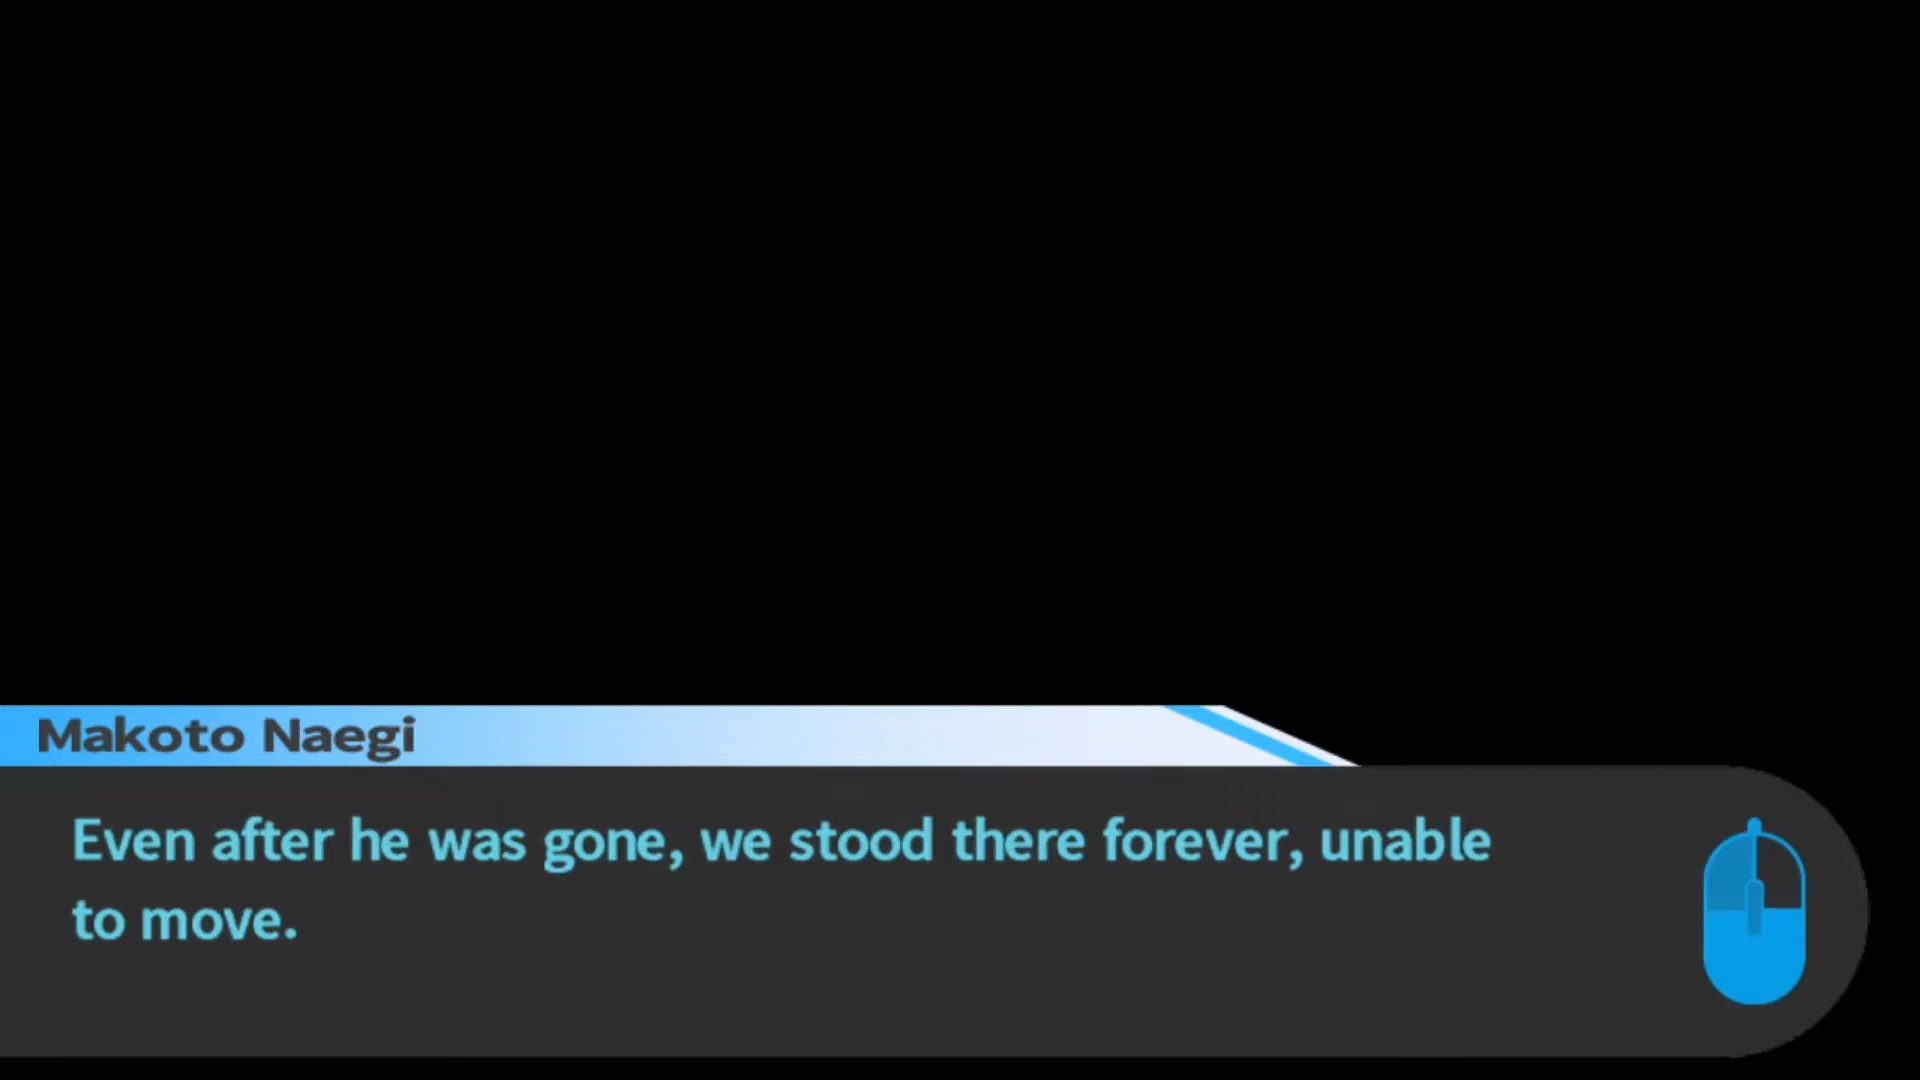 Makoto Naegi
Even after he was gone, we stood there forever, unable
to move.